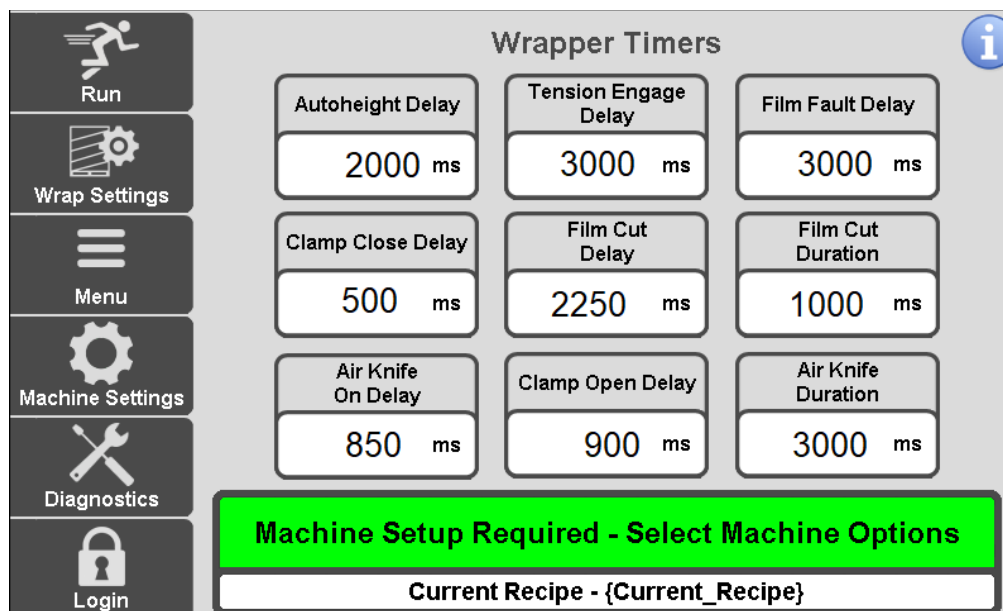 Run
Wrap Settings
Menu
Machine Settings
Diagnostics
Login
Wrapper Timers
i
Autoheight Delay
2000 ms
Tension Engage
Delay
3000 ms
Film Fault Delay
3000 ms
Clamp Close Delay
500 ms
Film Cut
Delay
2250 ms
Film Cut
Duration
1000 ms
Air Knife
On Delay
850 ms
Clamp Open Delay
900 ms
Air Knife
Duration
3000 ms
Machine Setup Required - Select Machine Options
Current Recipe - {Current_Recipe}